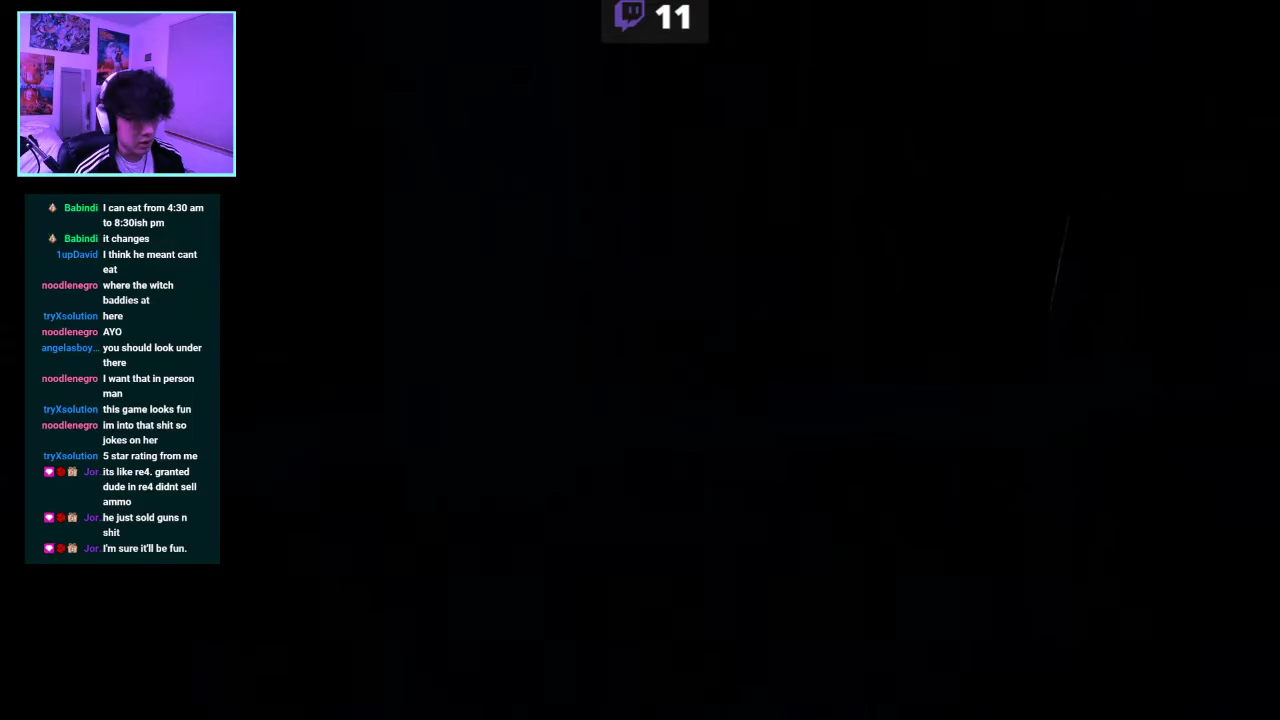 11
Babindi I can eat from 4:30 am
to 8:30ish pm
Babindi it changes
1upDavid I think he meant cant
eat
noodlenegro where the witch
baddies at
tryXsolution here
noodlenegro AYO
angelasboy... you should look under
there
noodlenegro I want that in person
man
tryXsolution this game looks fun
noodlenegro im into that shit so
jokes on her
tryXsolution 5 star rating from me
Jor. its like re4. granted
dude in re4 didnt sell
ammo
Jor. he just sold guns n
shit
Jor. I'm sure it'll be fun.